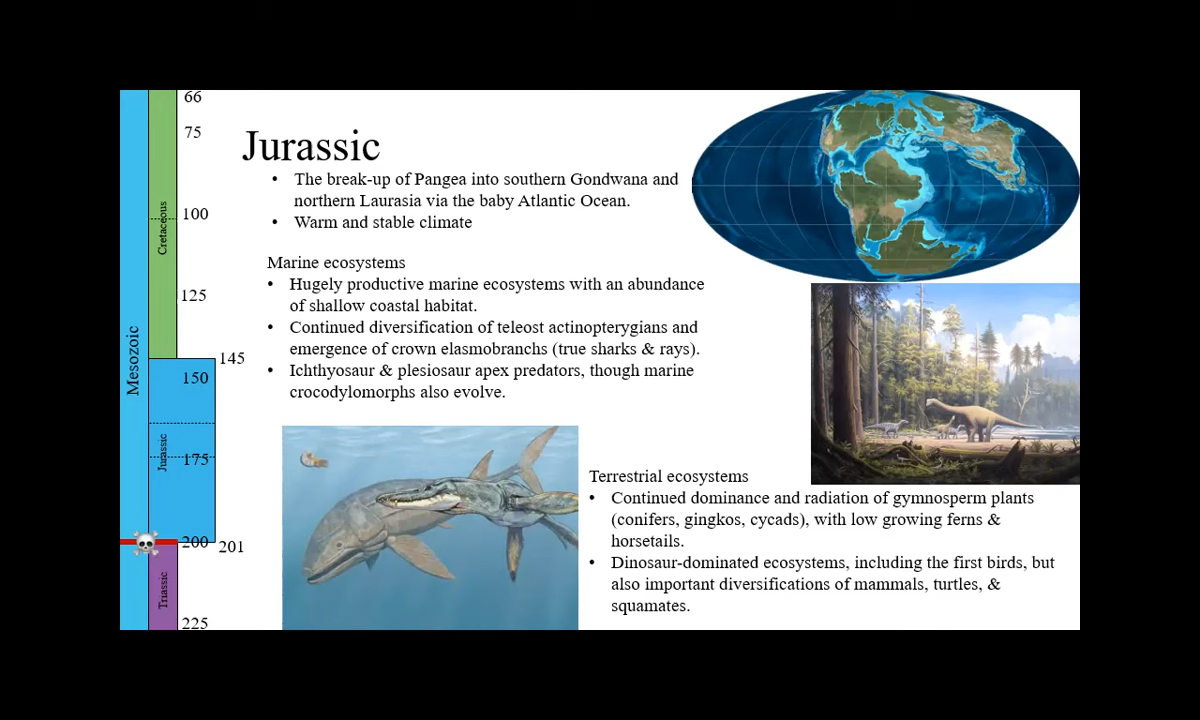 66
75
100
125
145
150
175
200
201
225
Mesozoic
Cretaceous
Jurassic
Triassic
Jurassic
• The break-up of Pangea into southern Gondwana and
northern Laurasia via the baby Atlantic Ocean.
• Warm and stable climate
Marine ecosystems
• Hugely productive marine ecosystems with an abundance
of shallow coastal habitat.
• Continued diversification of teleost actinopterygians and
emergence of crown elasmobranchs (true sharks & rays).
• Ichthyosaur & plesiosaur apex predators, though marine
crocodylomorphs also evolve.
Terrestrial ecosystems
• Continued dominance and radiation of gymnosperm plants
(conifers, gingkos, cycads), with low growing ferns &
horsetails.
• Dinosaur-dominated ecosystems, including the first birds, but
also important diversifications of mammals, turtles, &
squamates.